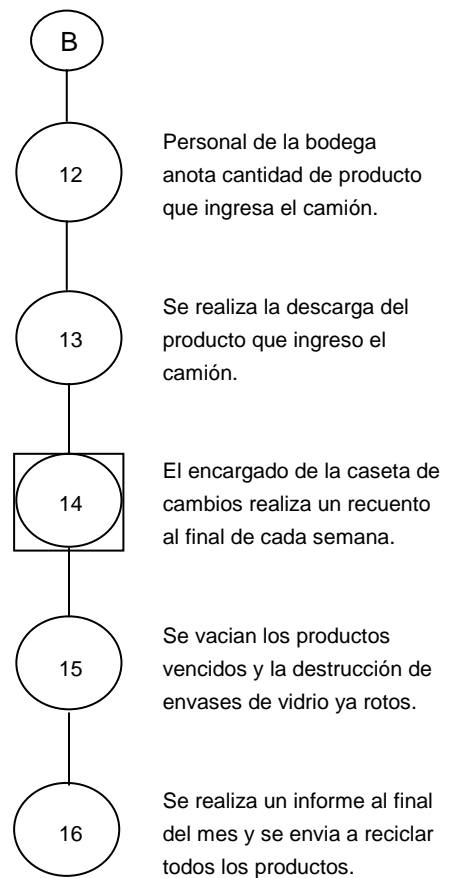 B
12
Personal de la bodega
anota cantidad de producto
que ingresa el camión.
13
Se realiza la descarga del
producto que ingreso el
camión.
14
El encargado de la caseta de
cambios realiza un recuento
al final de cada semana.
15
Se vacian los productos
vencidos y la destrucción de
envases de vidrio ya rotos.
16
Se realiza un informe al final
del mes y se envia a reciclar
todos los productos.